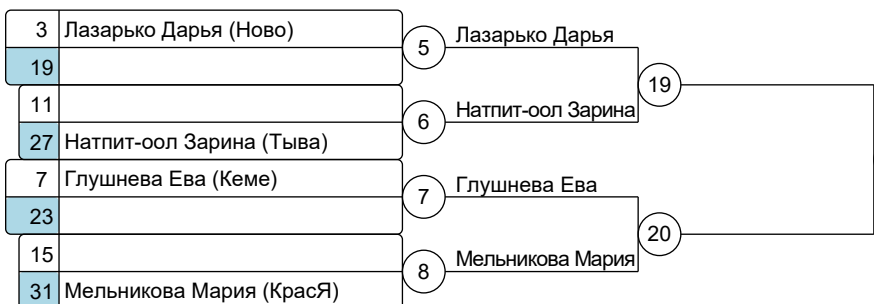 3 Лазарько Дарья (Ново)
5 Лазарько Дарья
19
19
11
6 Натпит-оол Зарина
27 Натпит-оол Зарина (Тыва)
7 Глушнева Ева (Кеме)
7 Глушнева Ева
23
20
15
8 Мельникова Мария
31 Мельникова Мария (КрасЯ)